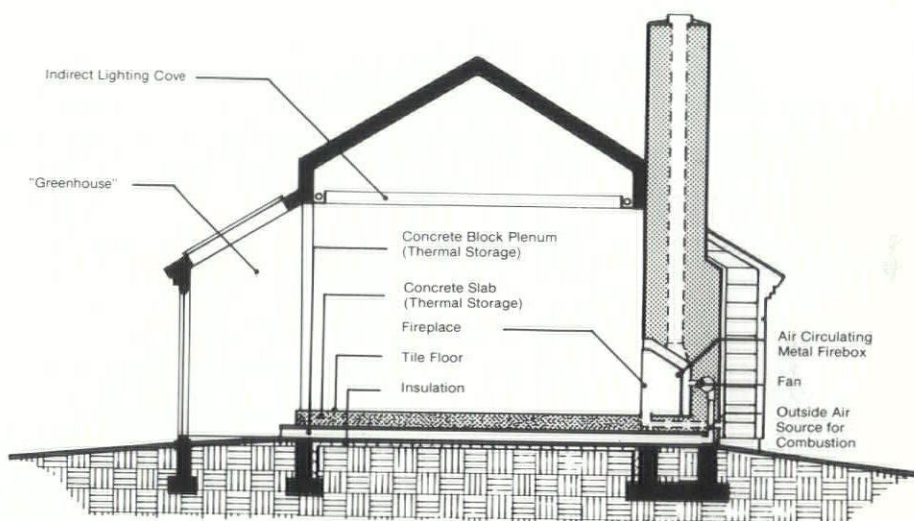 Indirect Lighting Cove
"Greenhouse"
Concrete Block Plenum
(Thermal Storage)
Concrete Slab
(Thermal Storage)
Fireplace
Tile Floor
Insulation
Air Circulating
Metal Firebox
Fan
Outside Air
Source for
Combustion